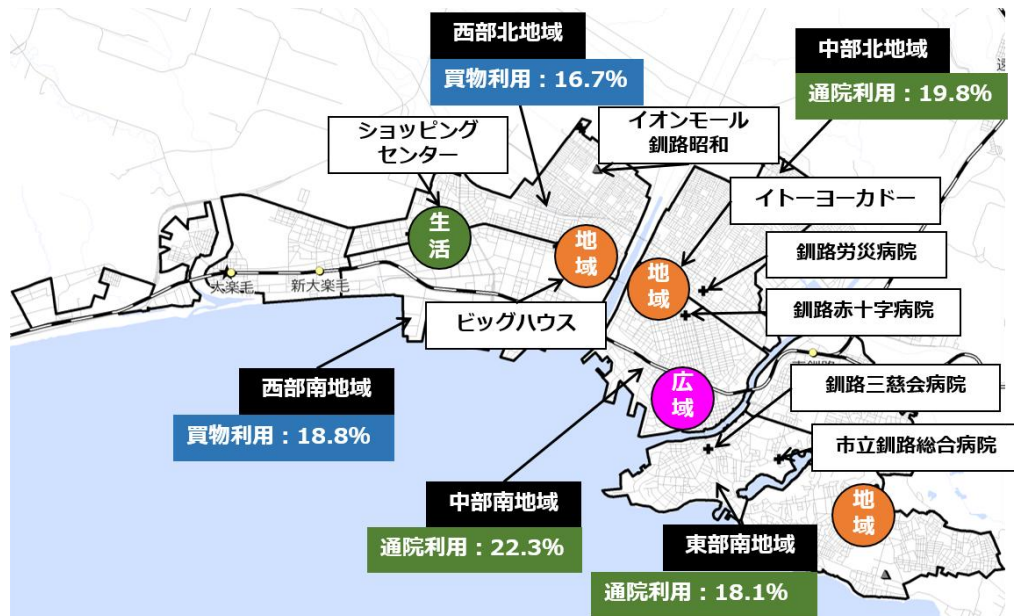 西部北地域
買物利用：16.7%
中部北地域
通院利用：19.8%
ショッピング
センター
イオンモール
釧路昭和
イトーヨーカドー
生
活
地
域
地
域
釧路労災病院
釧路赤十字病院
大楽毛
新大楽毛
ビッグハウス
西部南地域
買物利用：18.8%
広
域
釧路三慈会病院
市立釧路総合病院
中部南地域
通院利用：22.3%
地
域
東部南地域
通院利用：18.1%